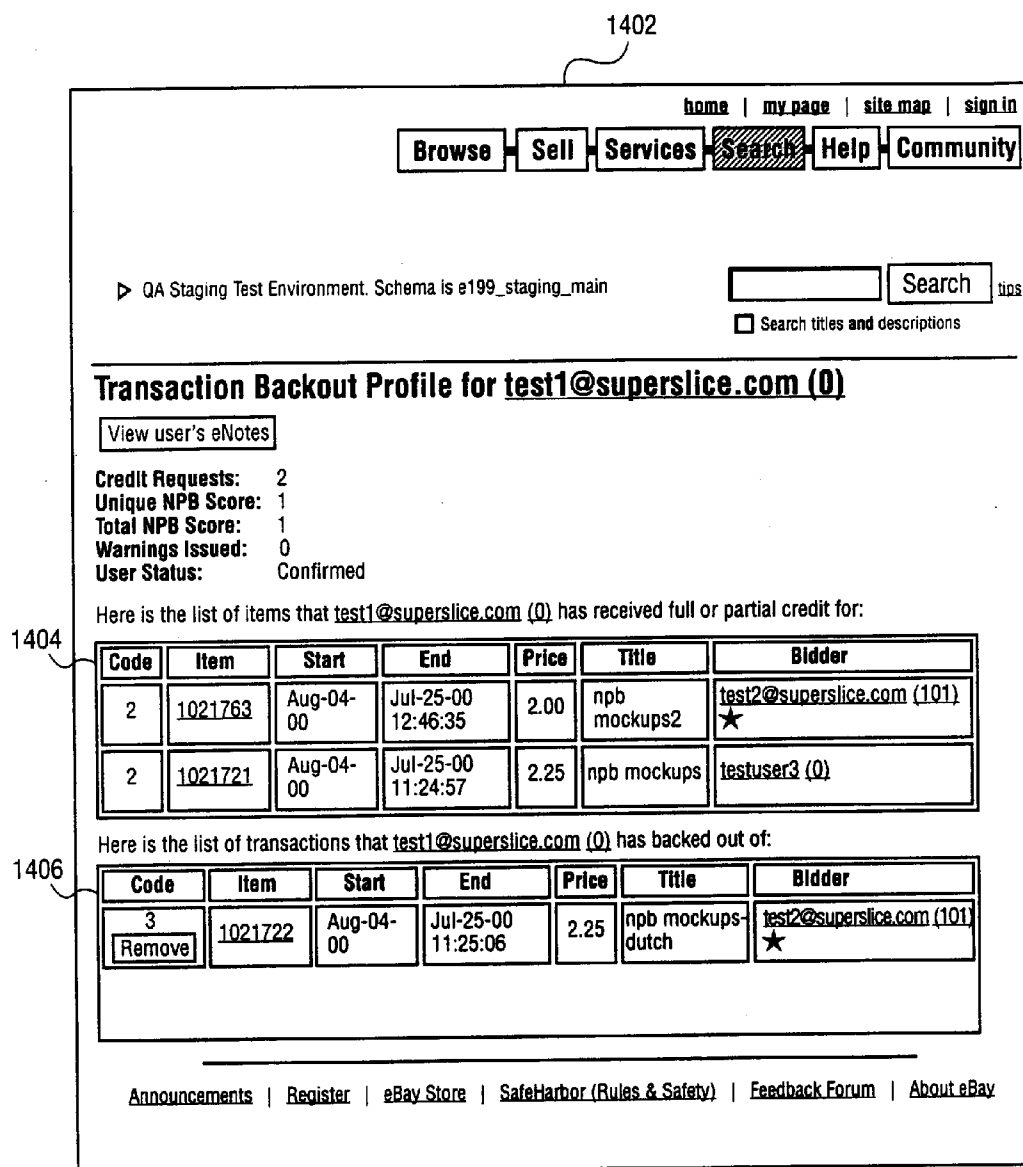 1402
home | my page | site map | sign in
Browse Sell Services Search Help Community
QA Staging Test Environment. Schema is e199_staging_main
Search tips
Search titles and descriptions
Transaction Backout Profile for test1@superslice.com (0)
View user's eNotes
Credit Requests: 2
Unique NPB Score: 1
Total NPB Score: 1
Warnings Issued: 0
User Status: Confirmed
Here is the list of items that test1@superslice.com (0) has received full or partial credit for:
1404
Code Item Start End Price Title Bidder
2 1021763 Aug-04-00 Jul-25-00 12:46:35 2.00 npb mockups2 test2@superslice.com (101) ★
2 1021721 Aug-04-00 Jul-25-00 11:24:57 2.25 npb mockups testuser3 (0)
Here is the list of transactions that test1@superslice.com (0) has backed out of:
1406
Code Item Start End Price Title Bidder
3 Remove 1021722 Aug-04-00 Jul-25-00 11:25:06 2.25 npb mockups-dutch test2@superslice.com (101) ★
Announcements | Register | eBay Store | SafeHarbor (Rules & Safety) | Feedback Forum | About eBay